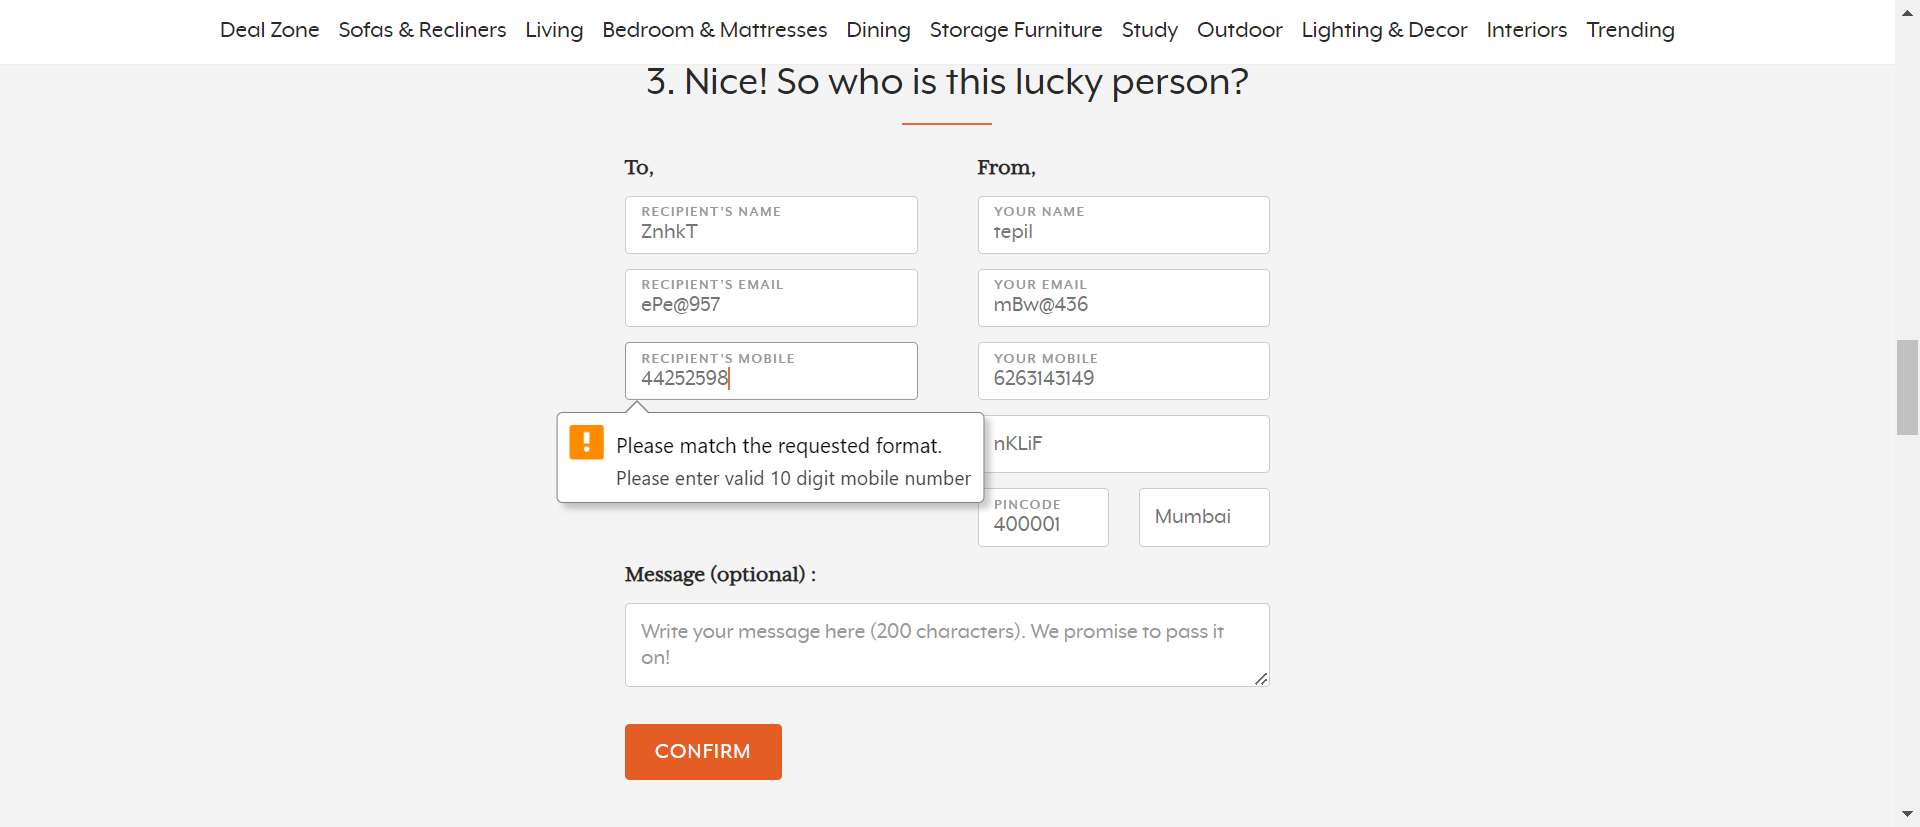 Deal Zone Sofas & Recliners Living Bedroom & Mattresses Dining Storage Furniture Study Outdoor Lighting & Decor Interiors Trending
3. Nice! So who is this lucky person?
To,
RECIPIENT'S NAME
ZnhkT
RECIPIENT'S EMAIL
ePe@957
RECIPIENT'S MOBILE
44252598
Please match the requested format.
Please enter valid 10 digit mobile number
From,
YOUR NAME
tepil
YOUR EMAIL
mBw@436
YOUR MOBILE
6263143149
nKLiF
PINCODE
400001
Mumbai
Message (optional) :
Write your message here (200 characters). We promise to pass it
on!
CONFIRM